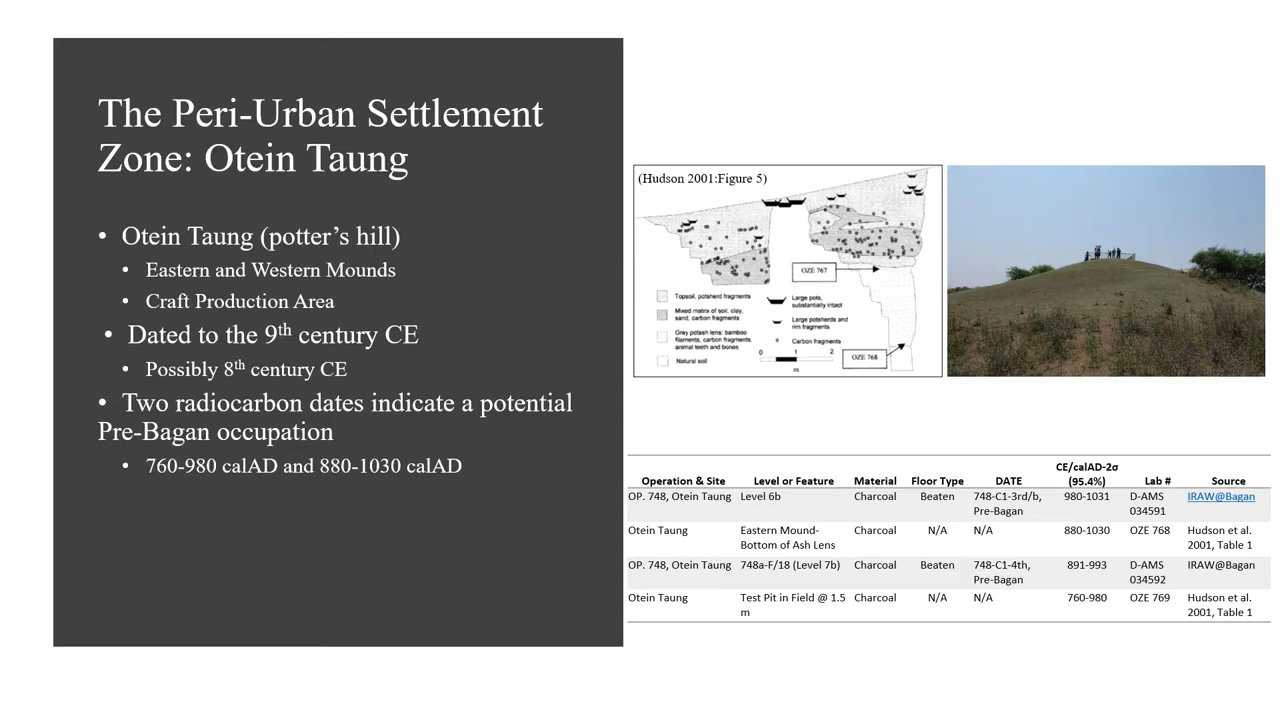 The Peri-Urban Settlement
Zone: Otein Taung
• Otein Taung (potter's hill)
• Eastern and Western Mounds
• Craft Production Area
• Dated to the 9th century CE
• Possibly 8th century CE
• Two radiocarbon dates indicate a potential
Pre-Bagan occupation
• 760-980 calAD and 880-1030 calAD
(Hudson 2001:Figure 5)
OZE 767
OZE 768
Topsoil, potsherd fragments
Mixed matrix of soil, clay,
sand, carbon fragments
Grey potash lens: bamboo
filaments, carbon fragments,
animal teeth and bones
Natural soil
Large pots,
substantially intact
Large potsherds and
rim fragments
Carbon fragments
0 1 2
m
Operation & Site Level or Feature Material Floor Type DATE CE/calAD-2σ (95.4%) Lab # Source
OP. 748, Otein Taung Level 6b Charcoal Beaten 748-C1-3rd/b, Pre-Bagan 980-1031 D-AMS 034591 IRAW@Bagan
Otein Taung Eastern Mound- Bottom of Ash Lens Charcoal N/A N/A 880-1030 OZE 768 Hudson et al. 2001, Table 1
OP. 748, Otein Taung 748a-F/18 (Level 7b) Charcoal Beaten 748-C1-4th, Pre-Bagan 891-993 D-AMS 034592 IRAW@Bagan
Otein Taung Test Pit in Field @ 1.5 m Charcoal N/A N/A 760-980 OZE 769 Hudson et al. 2001, Table 1